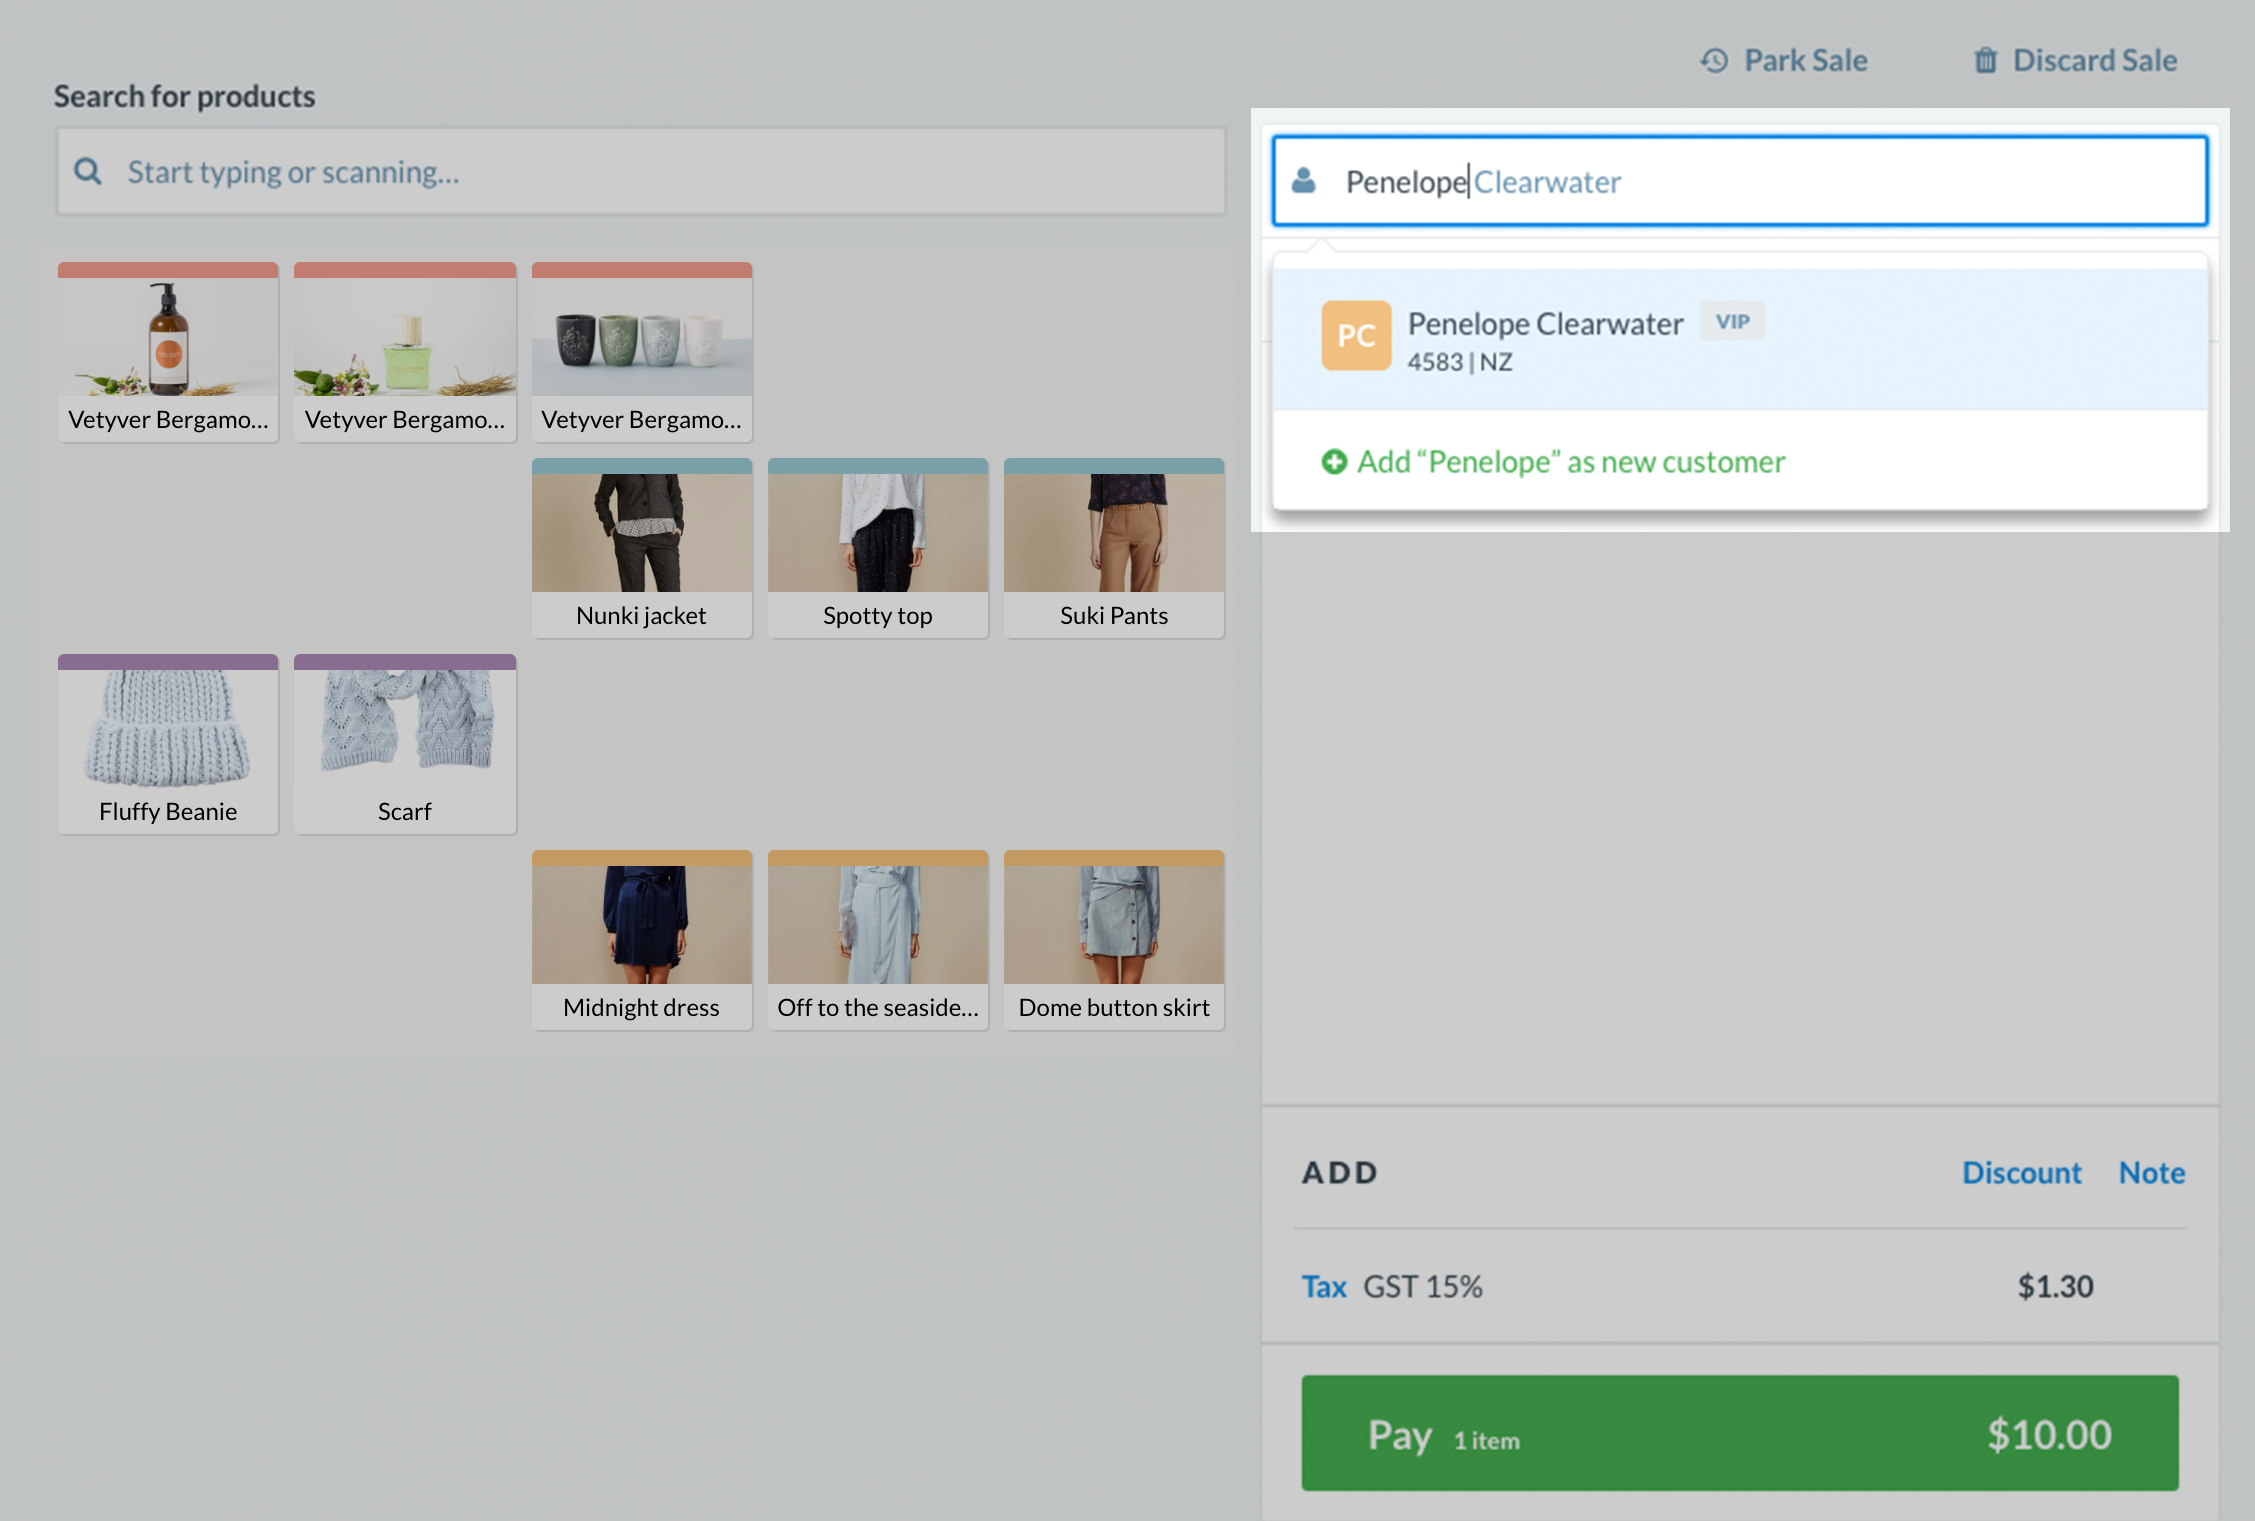 Park Sale
Discard Sale
Search for products
Start typing or scanning...
Penelope Clearwater
PC
Penelope Clearwater VIP
4583 | NZ
Add “Penelope” as new customer
Vetyver Bergamo...
Vetyver Bergamo...
Vetyver Bergamo...
Nunki jacket
Spotty top
Suki Pants
Fluffy Beanie
Scarf
Midnight dress
Off to the seaside...
Dome button skirt
ADD Discount Note
Tax GST 15% $1.30
Pay 1 item $10.00